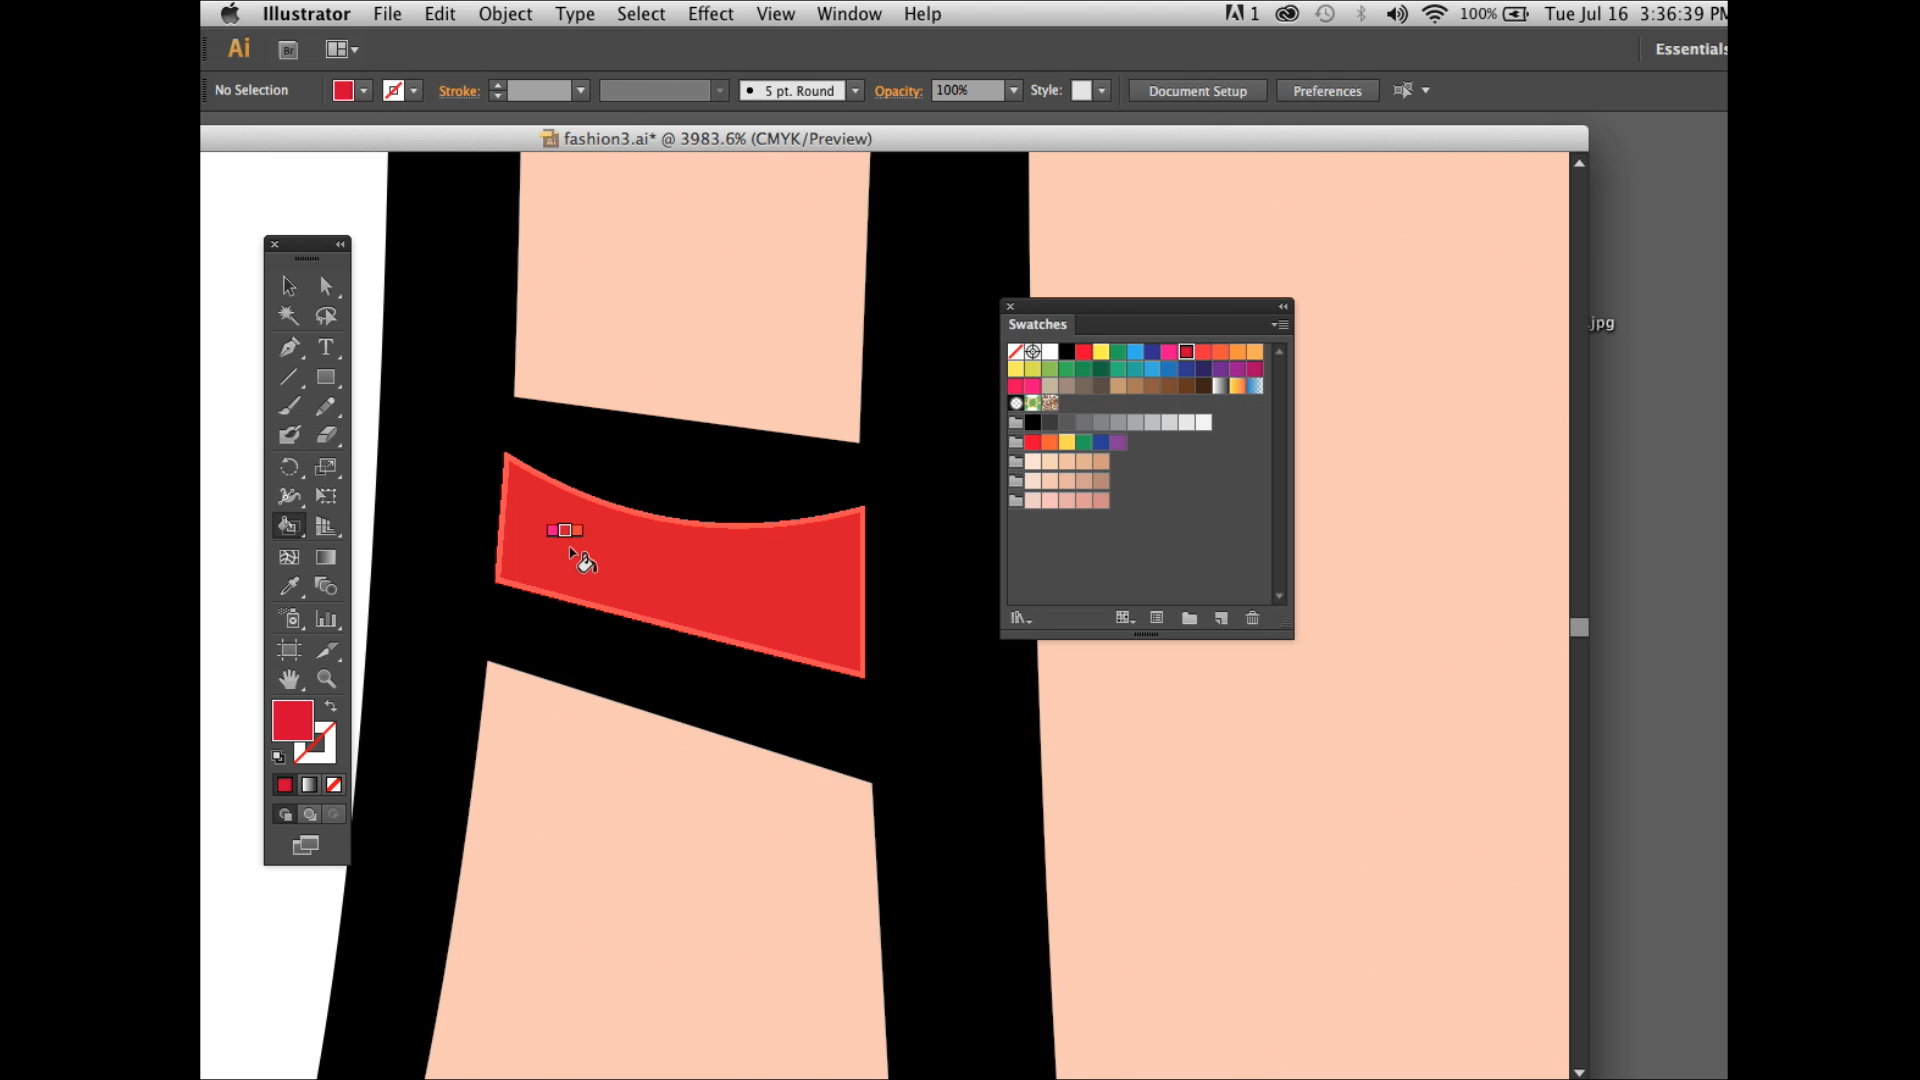 Illustrator File Edit Object Type Select Effect View Window Help 1 100% Tue Jul 16 3:36:39 PM
Ai Br Essentials
No Selection Stroke: 5 pt. Round Opacity: 100% Style: Document Setup Preferences
fashion3.ai* @ 3983.6% (CMYK/Preview)
Swatches
.jpg